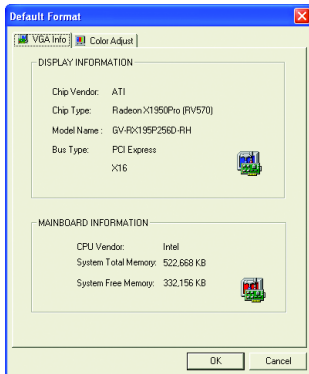 Default Format
VGA Info Color Adjust
DISPLAY INFORMATION
Chip Vendor: ATI
Chip Type: Radeon X1950Pro (RV570)
Model Name : GV-RX195P256D-RH
Bus Type: PCI Express
X16
MAINBOARD INFORMATION
CPU Vendor: Intel
System Total Memory: 522,668 KB
System Free Memory: 332,156 KB
OK Cancel